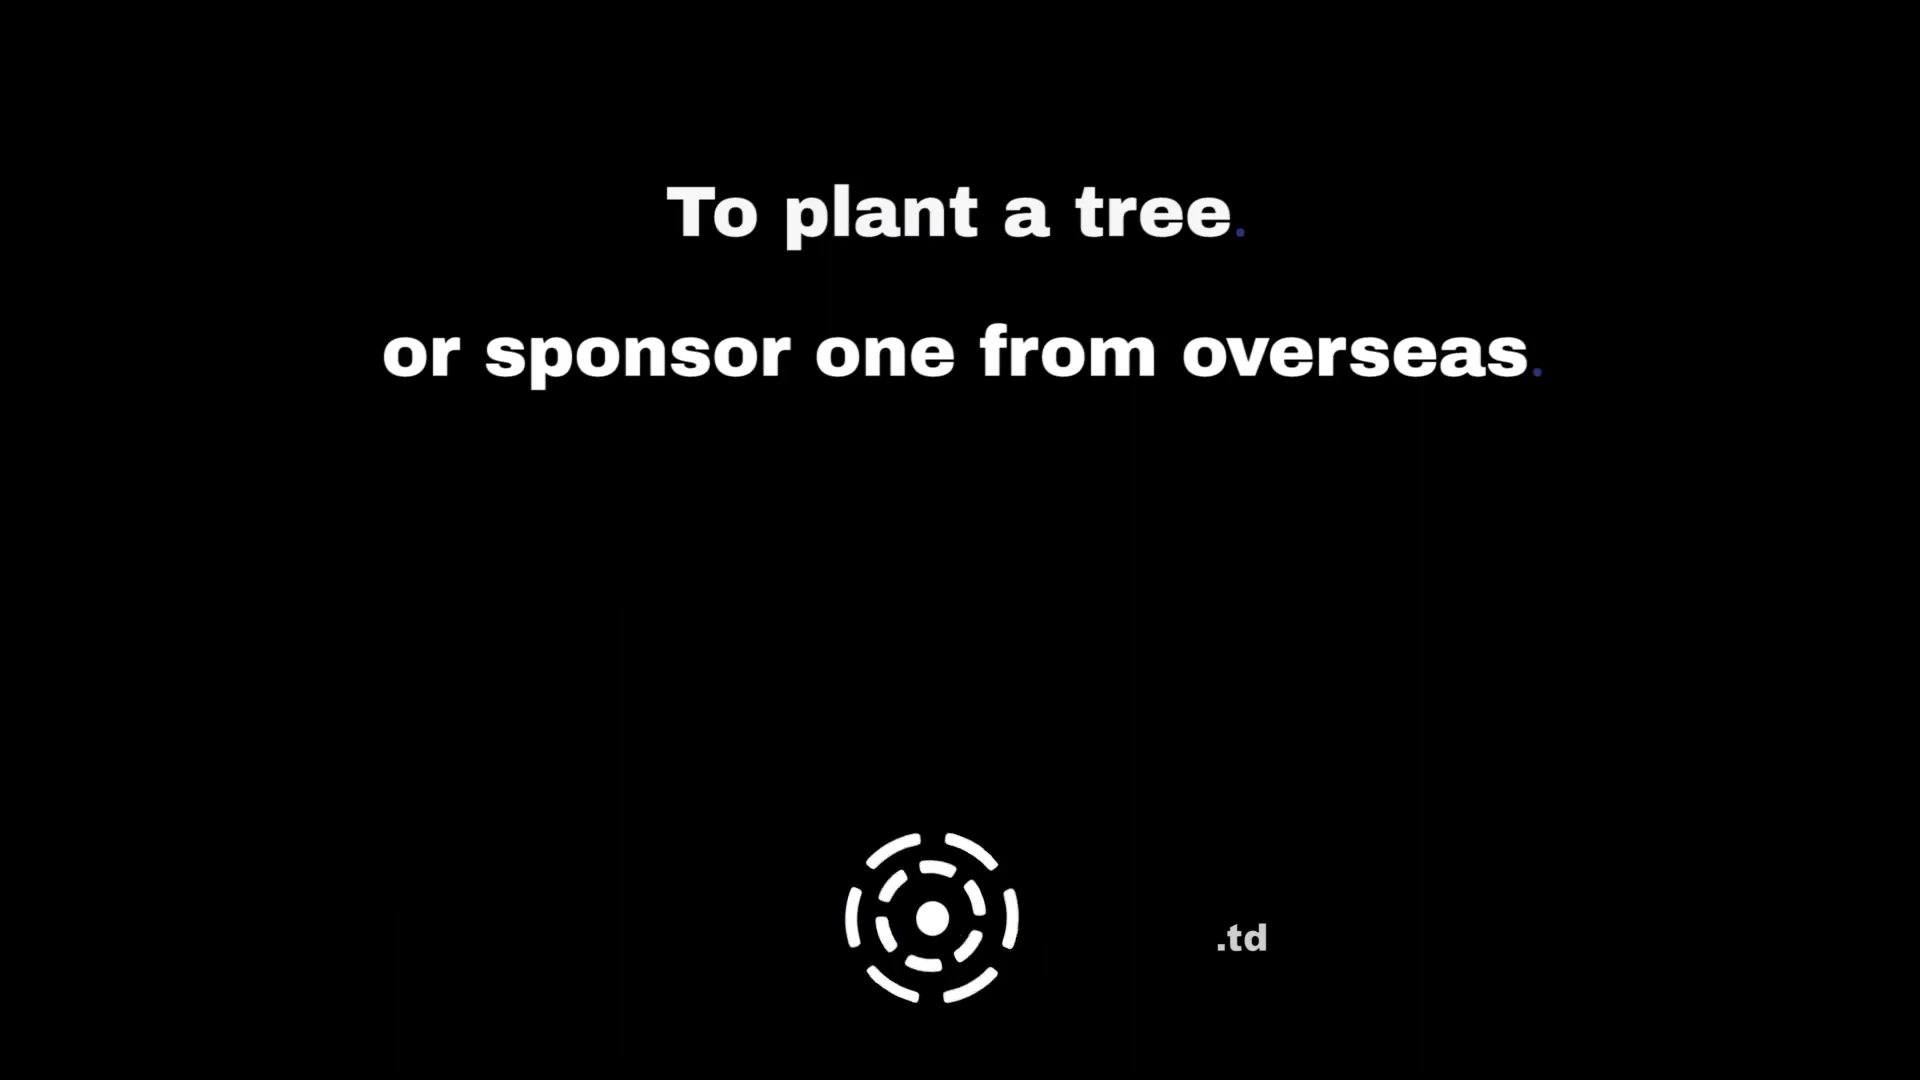 To plant a tree.
or sponsor one from overseas.
.td